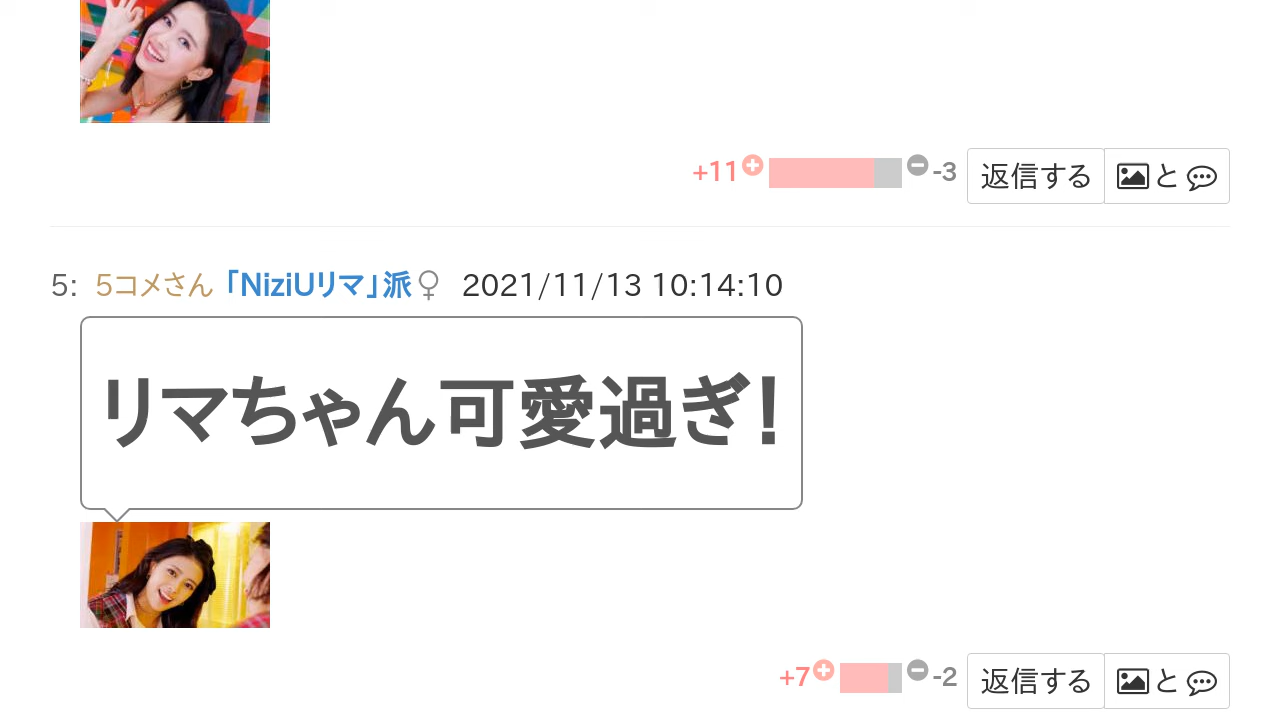 +11 -3 返信する と
5: 5コメさん 「NiziUリマ」派♀ 2021/11/13 10:14:10
リマちゃん可愛過ぎ!
+7 -2 返信する と